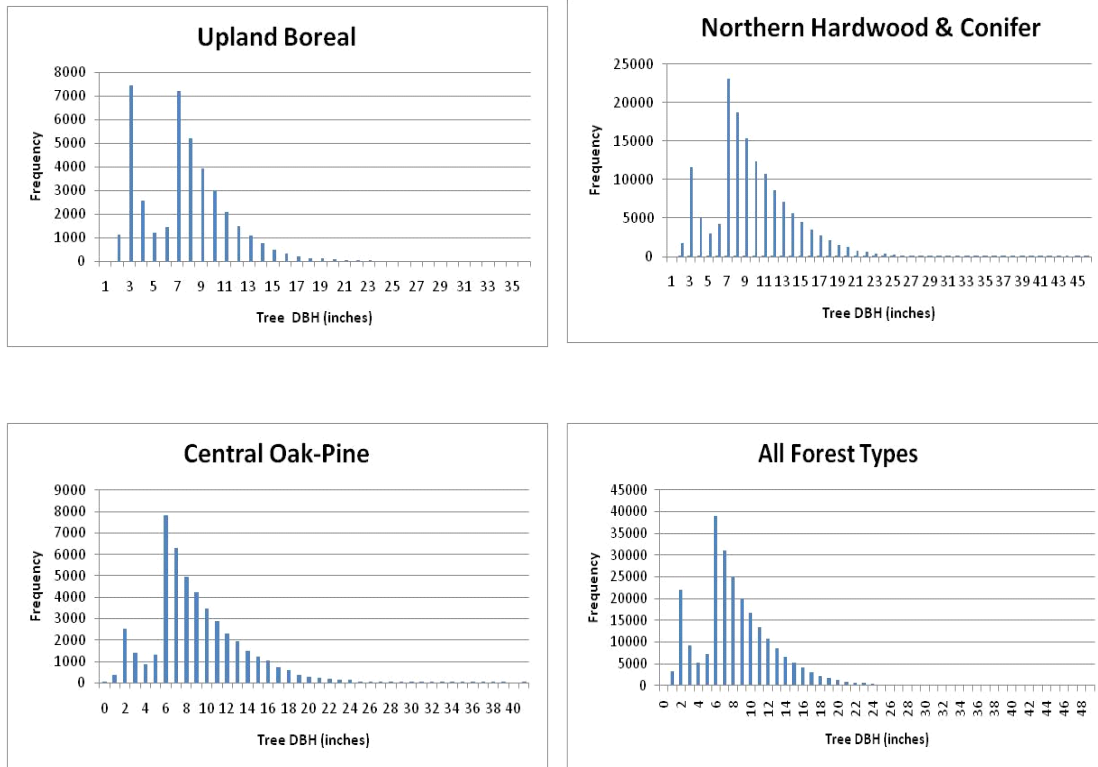 Upland Boreal
8000
7000
6000
5000
4000
3000
2000
1000
0
Frequency
1 3 5 7 9 11 13 15 17 19 21 23 25 27 29 31 33 35
Tree DBH (inches)
Northern Hardwood & Conifer
25000
20000
15000
10000
5000
0
Frequency
1 3 5 7 9 11 13 15 17 19 21 23 25 27 29 31 33 35 37 39 41 43 45
Tree DBH (inches)
Central Oak-Pine
9000
8000
7000
6000
5000
4000
3000
2000
1000
0
Frequency
0 2 4 6 8 10 12 14 16 18 20 22 24 26 28 30 32 34 36 38 40
Tree DBH (inches)
All Forest Types
45000
40000
35000
30000
25000
20000
15000
10000
5000
0
Frequency
0 2 4 6 8 10 12 14 16 18 20 22 24 26 28 30 32 34 36 38 40 42 44 46 48
Tree DBH (inches)